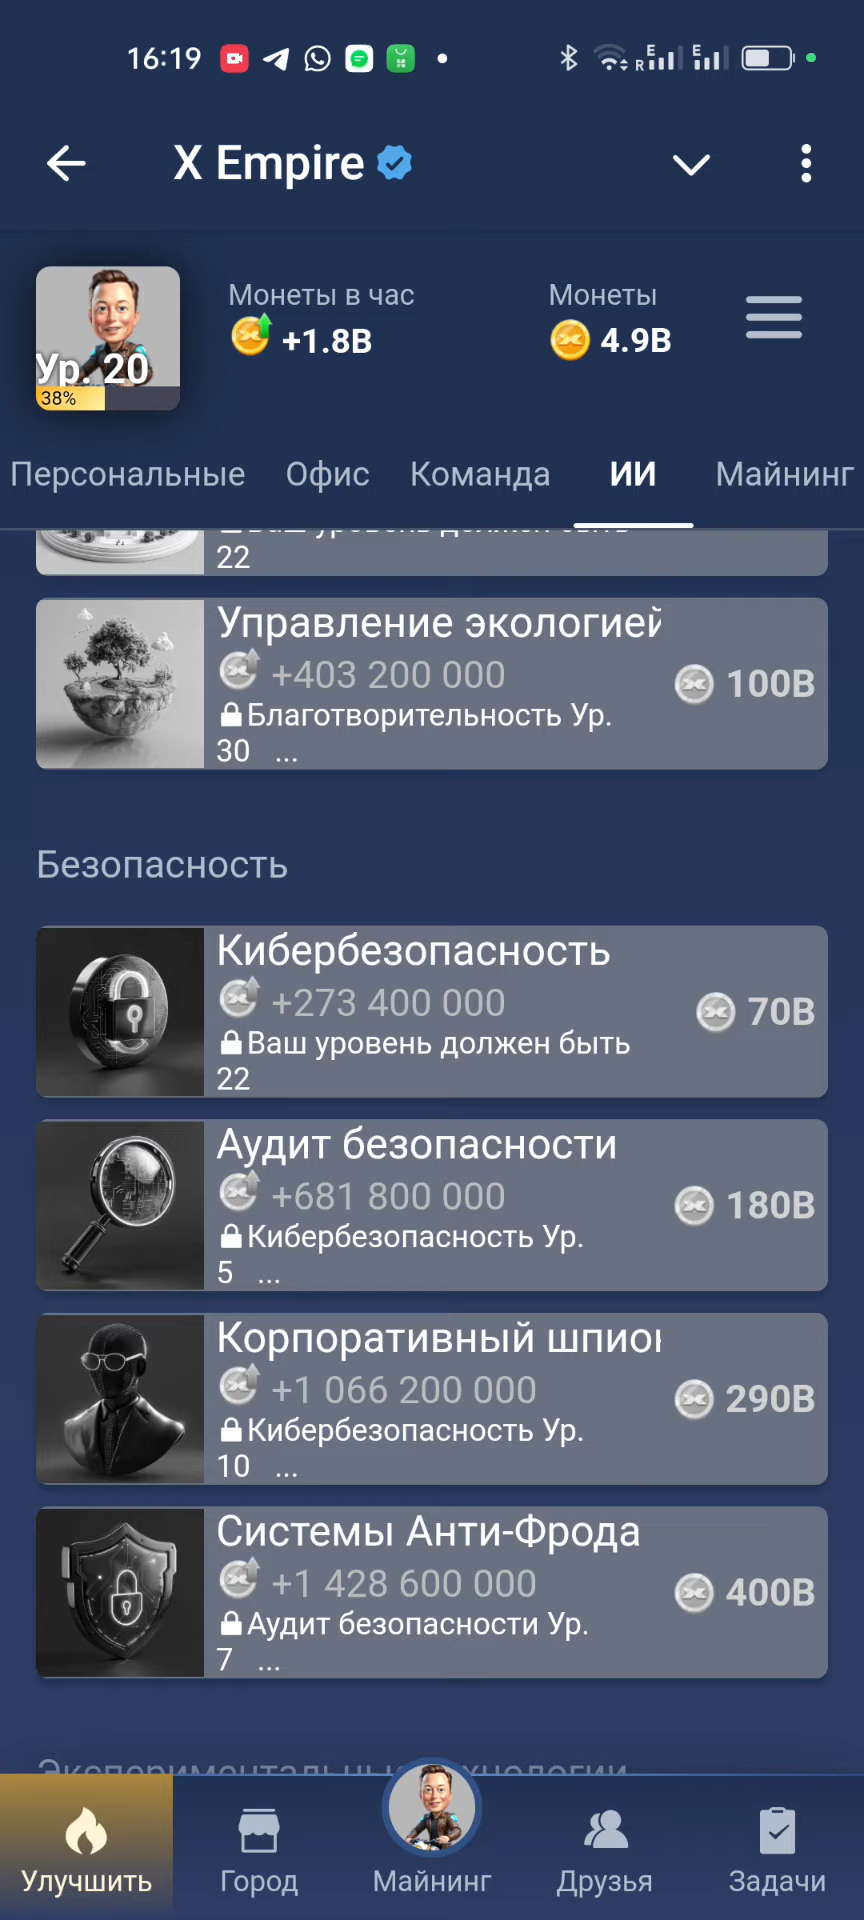 16:19
R E E
X Empire
Монеты в час
Монеты
+1.8B
4.9B
Ур. 20
38%
Персональные Офис Команда ИИ Майнинг
22
Управление экологией
+403 200 000
100B
Благотворительность Ур.
30 ...
Безопасность
Кибербезопасность
+273 400 000
70B
Ваш уровень должен быть
22
Аудит безопасности
+681 800 000
180B
Кибербезопасность Ур.
5 ...
Корпоративный
+1 066 200 000
290B
Кибербезопасность Ур.
10 ...
Системы Анти-Фрода
+1 428 600 000
400B
Аудит безопасности Ур.
7 ...
Улучшить Город Майнинг Друзья Задачи